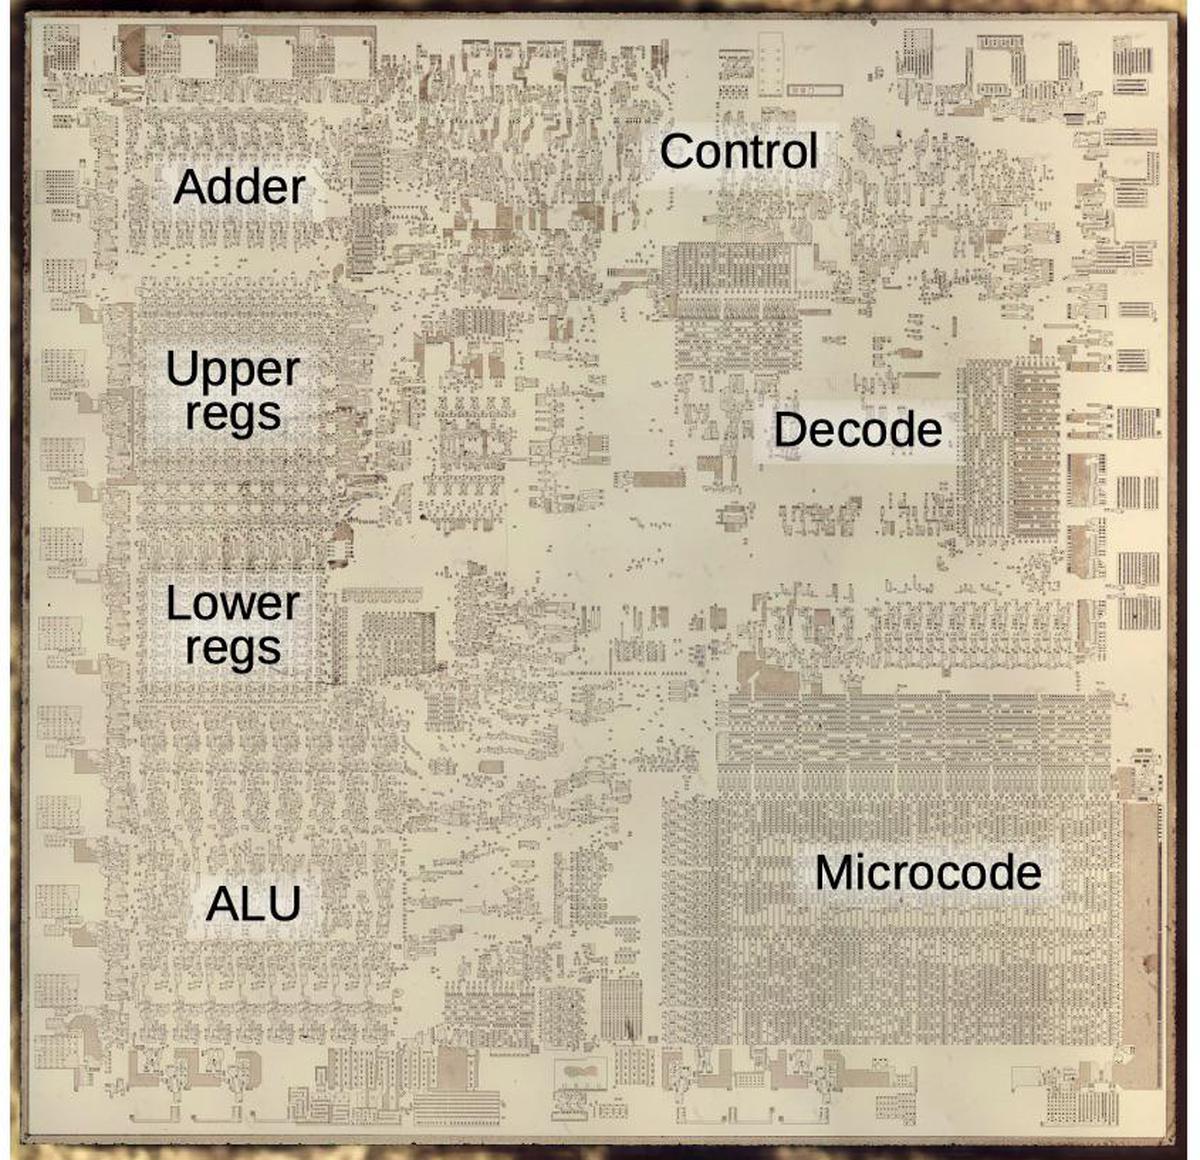 Control
Adder
Upper
regs
Decode
Lower
regs
Microcode
ALU